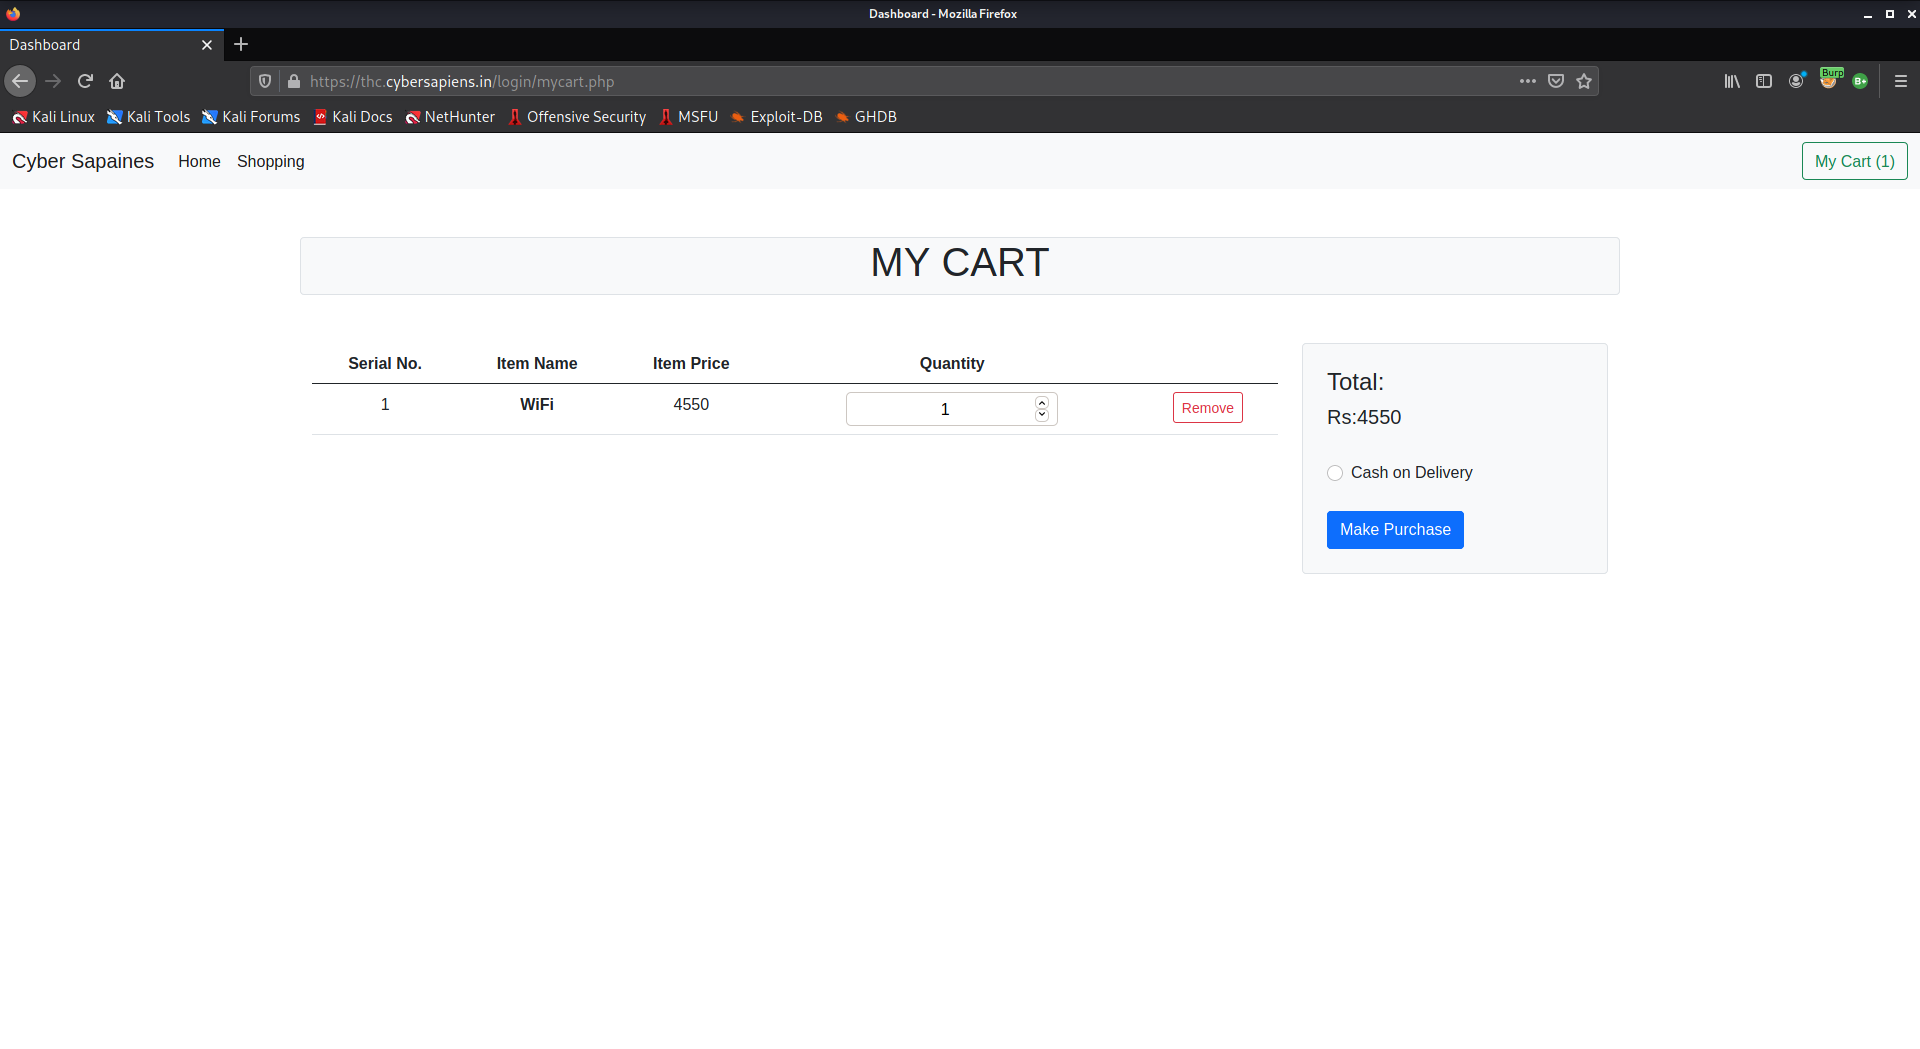 Dashboard - Mozilla Firefox
Dashboard
https://thc.cybersapiens.in/login/mycart.php
Burp
B+
Kali Linux Kali Tools Kali Forums Kali Docs NetHunter Offensive Security MSFU Exploit-DB GHDB
Cyber Sapaines Home Shopping My Cart (1)
MY CART
Serial No. Item Name Item Price Quantity
1 WiFi 4550 1 Remove
Total:
Rs:4550
Cash on Delivery
Make Purchase